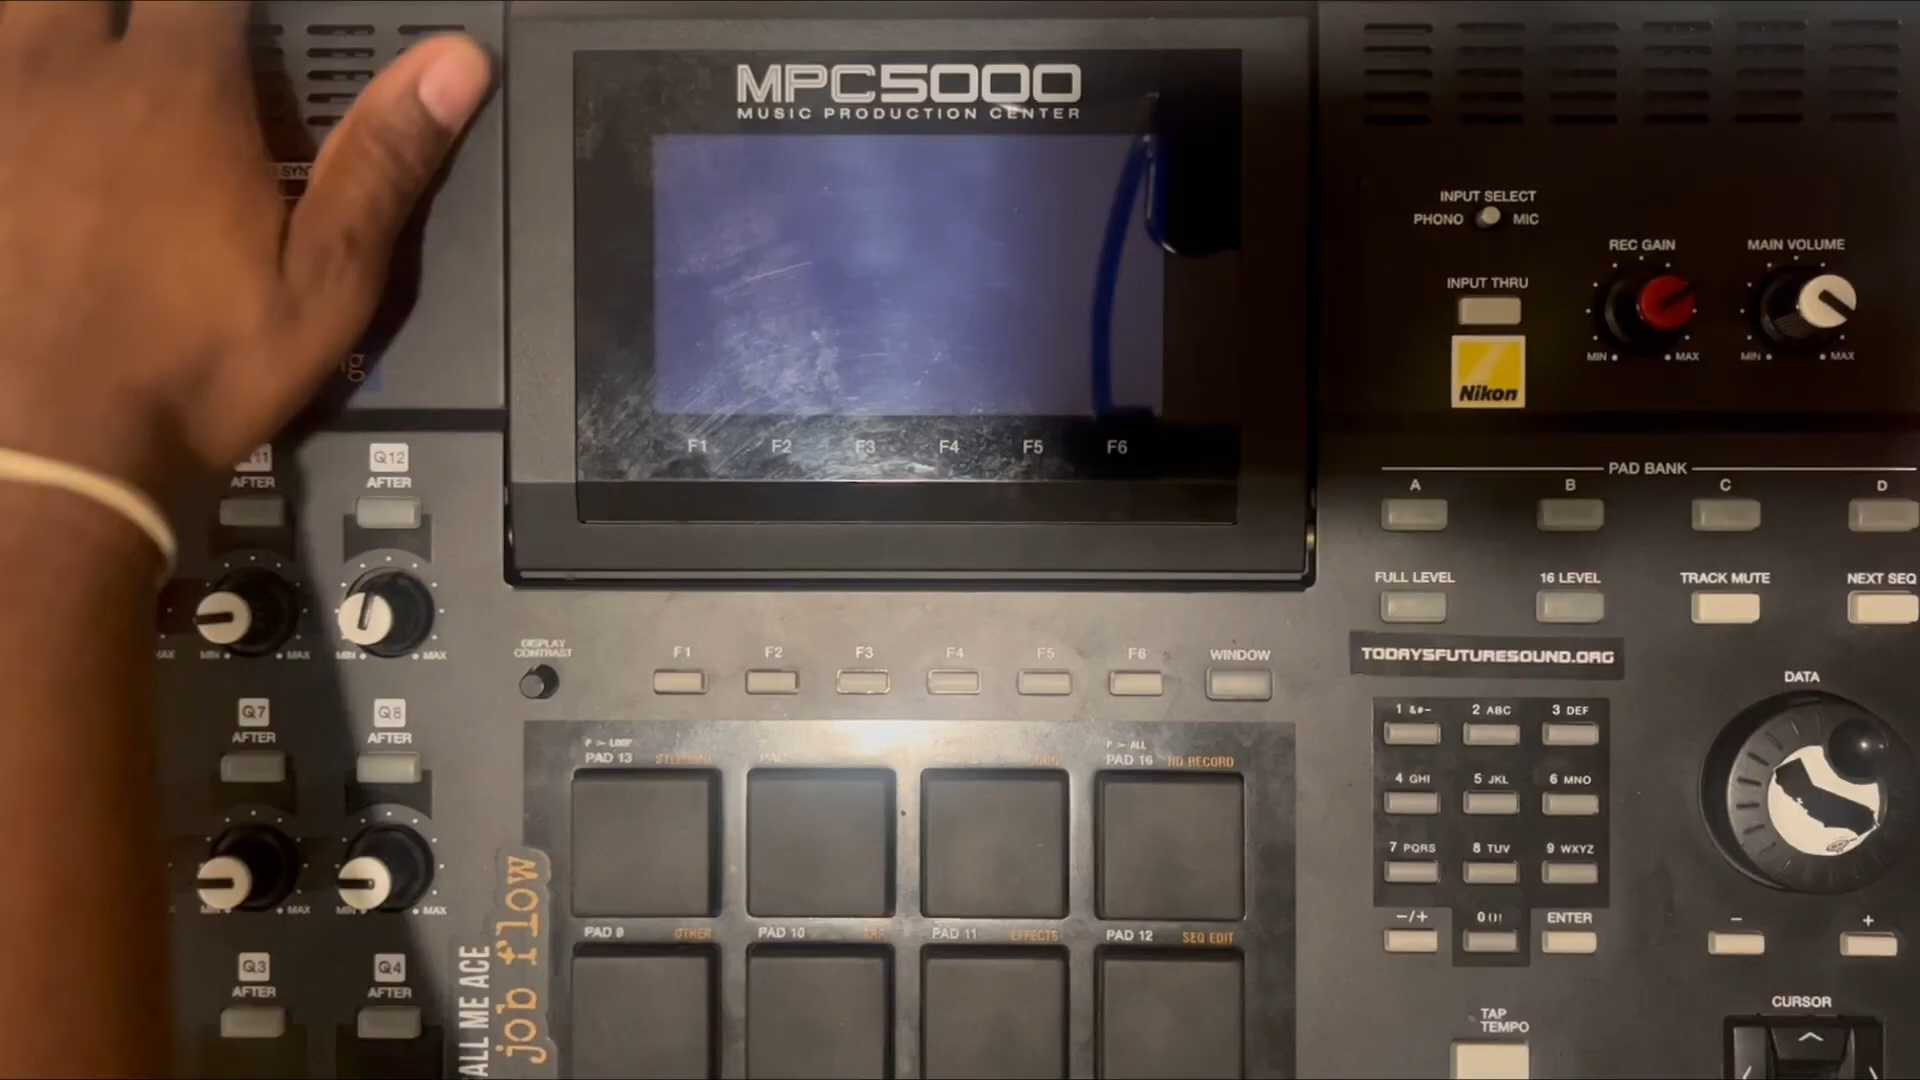 MPC5000
MUSIC PRODUCTION CENTER
F1 F2 F3 F4 F5 F6
INPUT SELECT
PHONO MIC
INPUT THRU
Nikon
REC GAIN
MIN MAX
MAIN VOLUME
MIN MAX
PAD BANK
A B C D
FULL LEVEL 16 LEVEL TRACK MUTE NEXT SEQ
Q12
AFTER AFTER
MAX MIN MAX MIN MAX
DISPLAY
CONTRAST
F1 F2 F3 F4 F5 F6 WINDOW
TODAYSFUTURESOUND.ORG
Q7 Q8
AFTER AFTER
MIN MAX MIN MAX
Q3 Q4
AFTER AFTER
ALL ME ACE
job flow
PAD 13
PAD 16 HD RECORD
PAD 9 OTHER PAD 10 PAD 11 EFFECTS PAD 12 SEQ EDIT
1 &#- 2 ABC 3 DEF
4 GHI 5 JKL 6 MNO
7 PQRS 8 TUV 9 WXYZ
-/+ 0 ENTER
DATA
- +
TAP
TEMPO
CURSOR